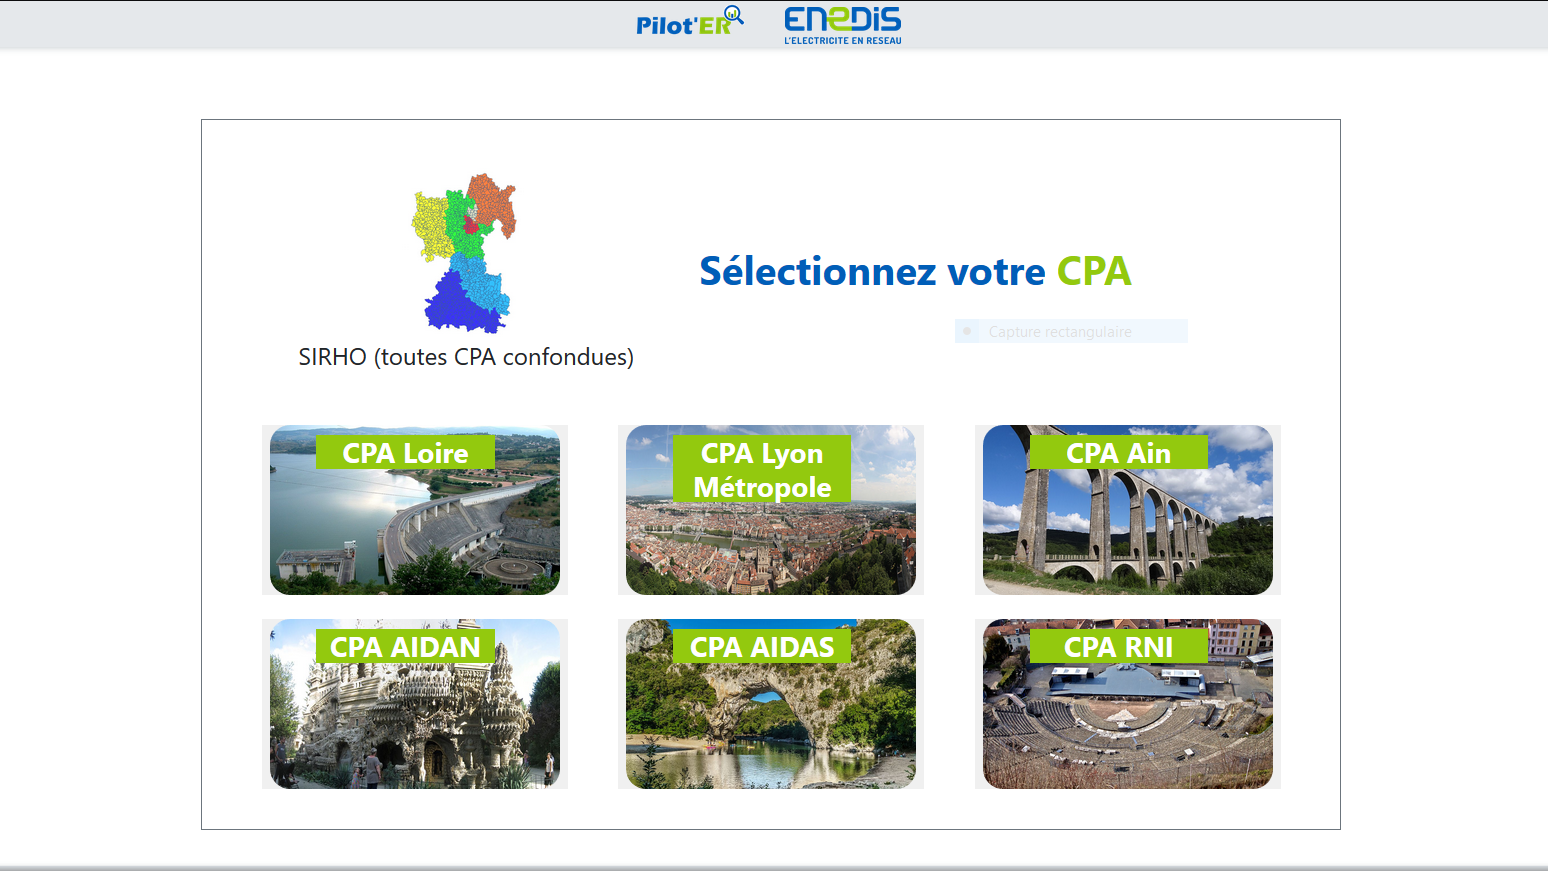 Pilot'ER
ENEDIS
L'ELECTRICITE EN RESEAU
Sélectionnez votre CPA
Capture rectangulaire
SIRHO (toutes CPA confondues)
CPA Loire
CPA Lyon
Métropole
CPA Ain
CPA AIDAN
CPA AIDAS
CPA RNI